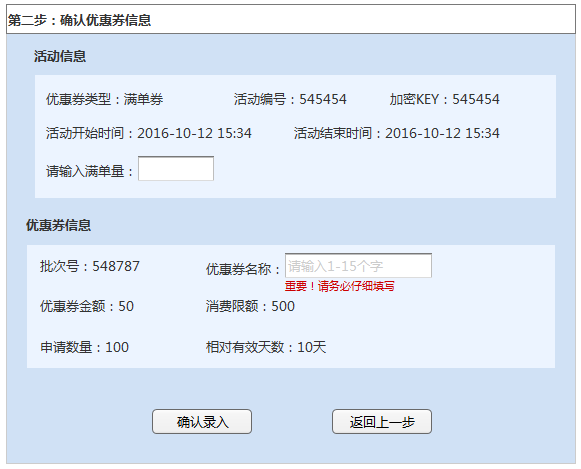 第二步：确认优惠券信息
活动信息
优惠券类型：满单券 活动编号：545454 加密KEY：545454
活动开始时间：2016-10-12 15:34 活动结束时间：2016-10-12 15:34
请输入满单量：
优惠券信息
批次号：548787 优惠券名称： 请输入1-15个字
重要！请务必仔细填写
优惠券金额：50 消费限额：500
申请数量：100 相对有效天数：10天
确认录入 返回上一步